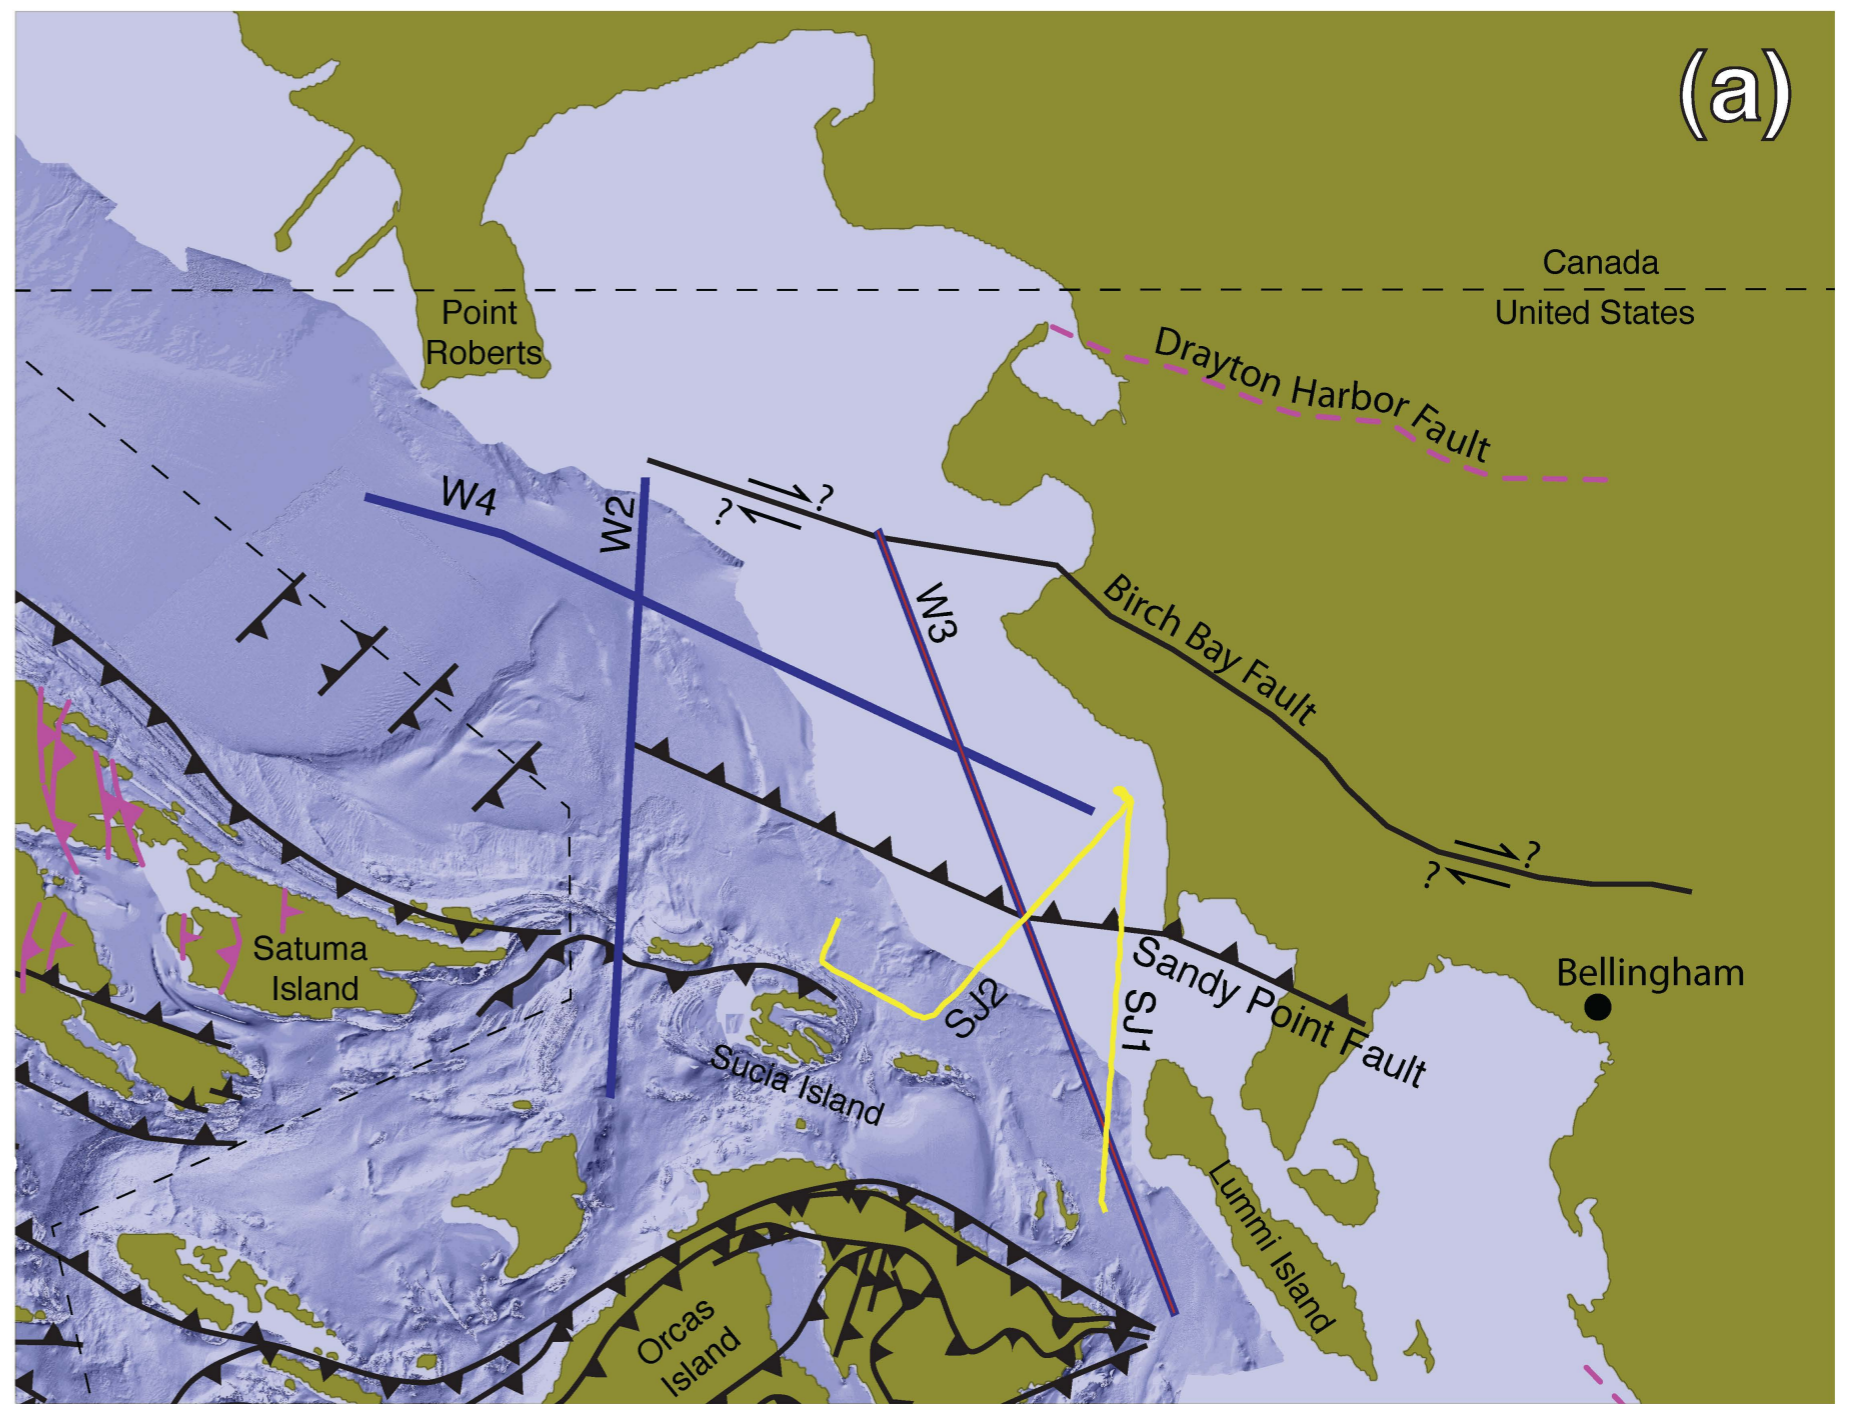 (a)
Canada
United States
Point
Roberts
Drayton Harbor Fault
W4
W2
?
?
W3
Birch Bay Fault
?
?
Satuma
Island
Sandy Point Fault
Bellingham
SJ2
SJ1
Sucia Island
Lummi Island
Orcas
Island